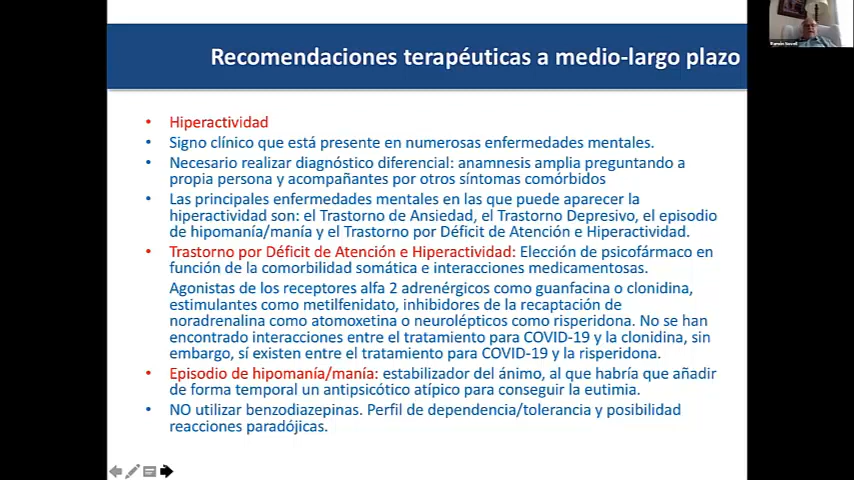 Recomendaciones terapéuticas a medio-largo plazo
• Hiperactividad
• Signo clínico que está presente en numerosas enfermedades mentales.
• Necesario realizar diagnóstico diferencial: anamnesis amplia preguntando a
propia persona y acompañantes por otros síntomas comórbidos
• Las principales enfermedades mentales en las que puede aparecer la
hiperactividad son: el Trastorno de Ansiedad, el Trastorno Depresivo, el episodio
de hipomanía/manía y el Trastorno por Déficit de Atención e Hiperactividad.
• Trastorno por Déficit de Atención e Hiperactividad: Elección de psicofármaco en
función de la comorbilidad somática e interacciones medicamentosas.
Agonistas de los receptores alfa 2 adrenérgicos como guanfacina o clonidina,
estimulantes como metilfenidato, inhibidores de la recaptación de
noradrenalina como atomoxetina o neurolépticos como risperidona. No se han
encontrado interacciones entre el tratamiento para COVID-19 y la clonidina, sin
embargo, sí existen entre el tratamiento para COVID-19 y la risperidona.
• Episodio de hipomanía/manía: estabilizador del ánimo, al que habría que añadir
de forma temporal un antipsicótico atípico para conseguir la eutimia.
• NO utilizar benzodiazepinas. Perfil de dependencia/tolerancia y posibilidad
reacciones paradójicas.